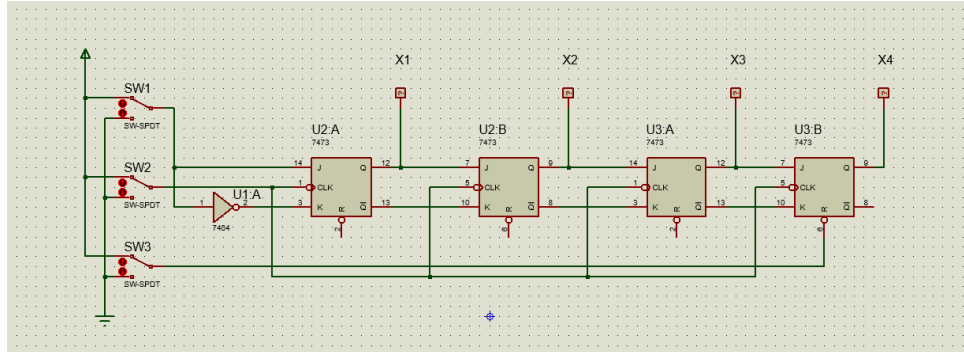 X1 X2 X3 X4
SW1
SW-SPDT
U2:A U2:B U3:A U3:B
7473 7473 7473 7473
14 J Q 12 7 J Q 9 14 J Q 12 7 J Q 9
SW2
1 CLK 5 CLK 1 CLK 5 CLK
SW-SPDT
U1:A
1 2 3 K Q 13 10 K Q 8 3 K Q 13 10 K Q 8
R R R R
7404
2 6 2 6
SW3
SW-SPDT
? ? ? ?